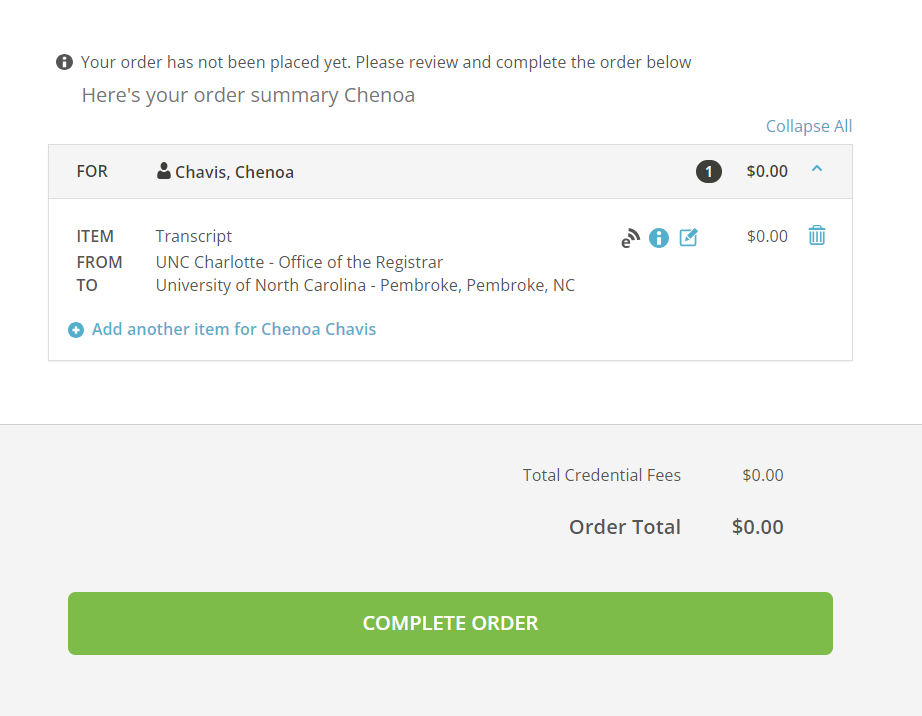 Your order has not been placed yet. Please review and complete the order below
Here's your order summary Chenoa
Collapse All
FOR Chavis, Chenoa 1 $0.00
ITEM Transcript $0.00
FROM UNC Charlotte - Office of the Registrar
TO University of North Carolina - Pembroke, Pembroke, NC
Add another item for Chenoa Chavis
Total Credential Fees $0.00
Order Total $0.00
COMPLETE ORDER